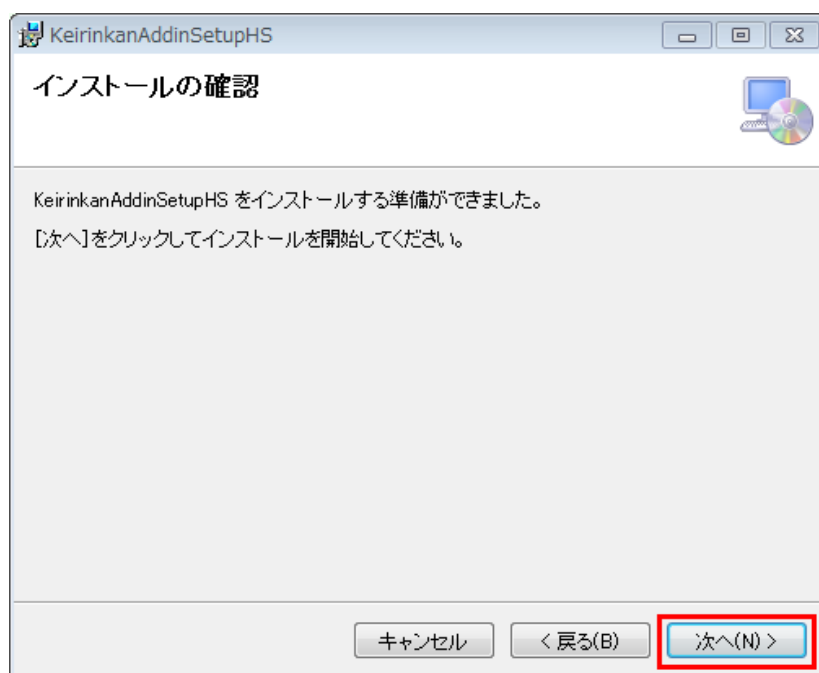 KeirinkanAddinSetupHS
インストールの確認
KeirinkanAddinSetupHS をインストールする準備ができました。
[次へ]をクリックしてインストールを開始してください。
キャンセル
< 戻る(B)
次へ(N) >